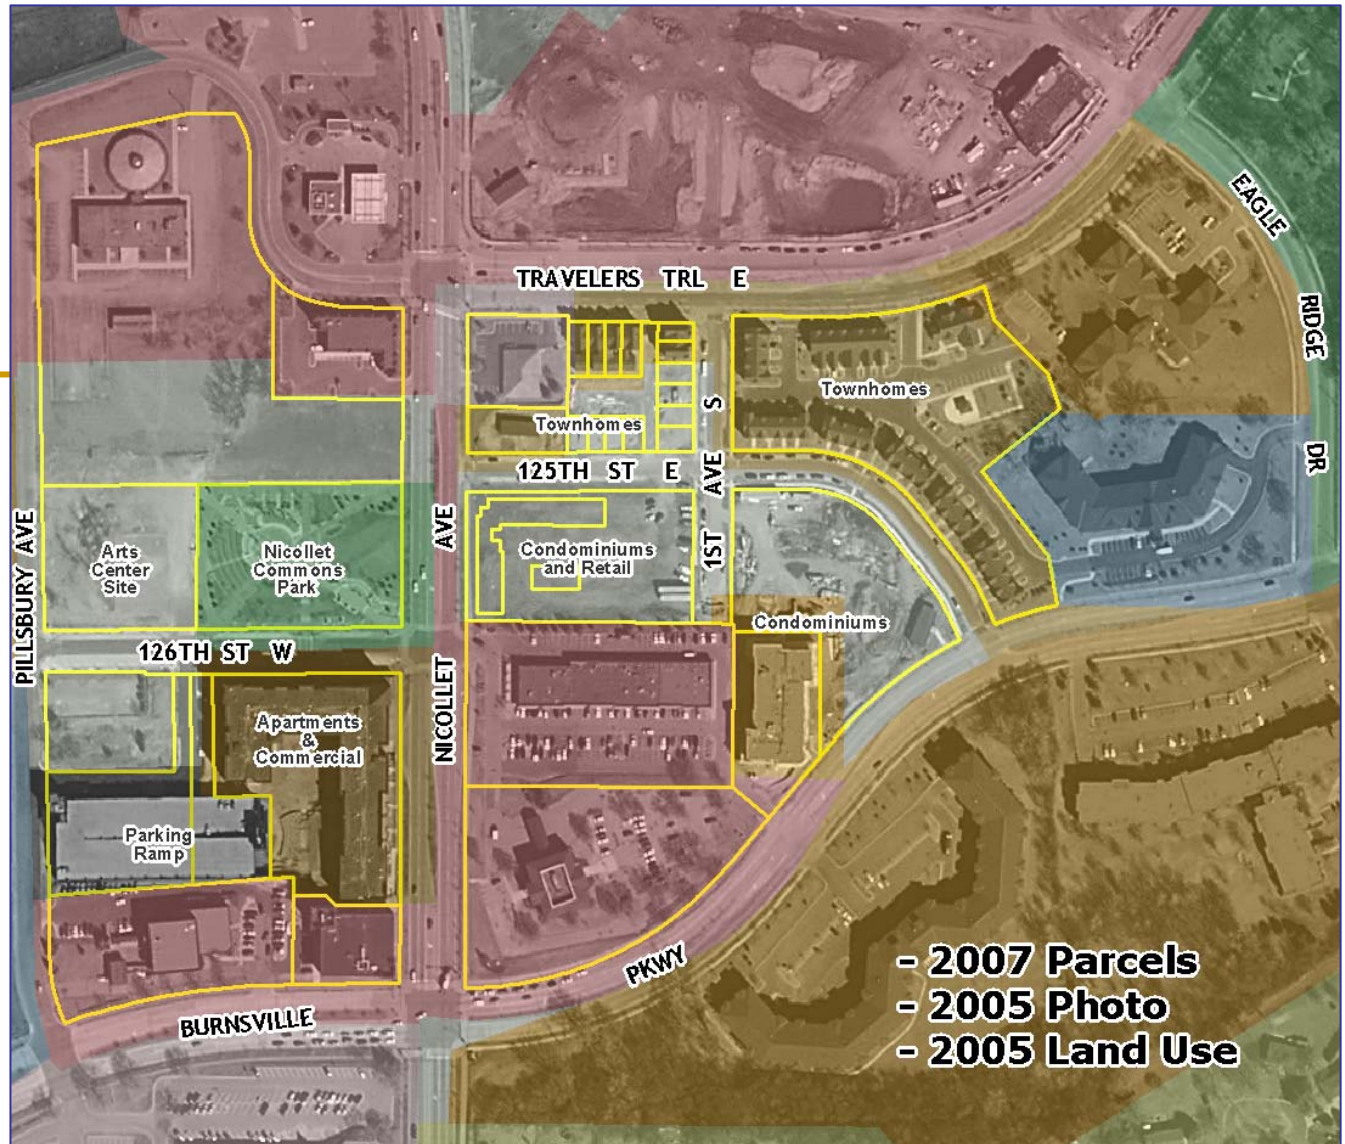 EAGLE
RIDGE
DR
TRAVELERS TRL E
Townhomes
Townhomes
125TH ST E
1ST AVE S
PILLSBURY AVE
NICOLLET AVE
Arts
Center
Site
Nicollet
Commons
Park
Condominiums
and Retail
Condominiums
126TH ST W
Apartments
&
Commercial
Parking
Ramp
BURNSVILLE PKWY
- 2007 Parcels
- 2005 Photo
- 2005 Land Use